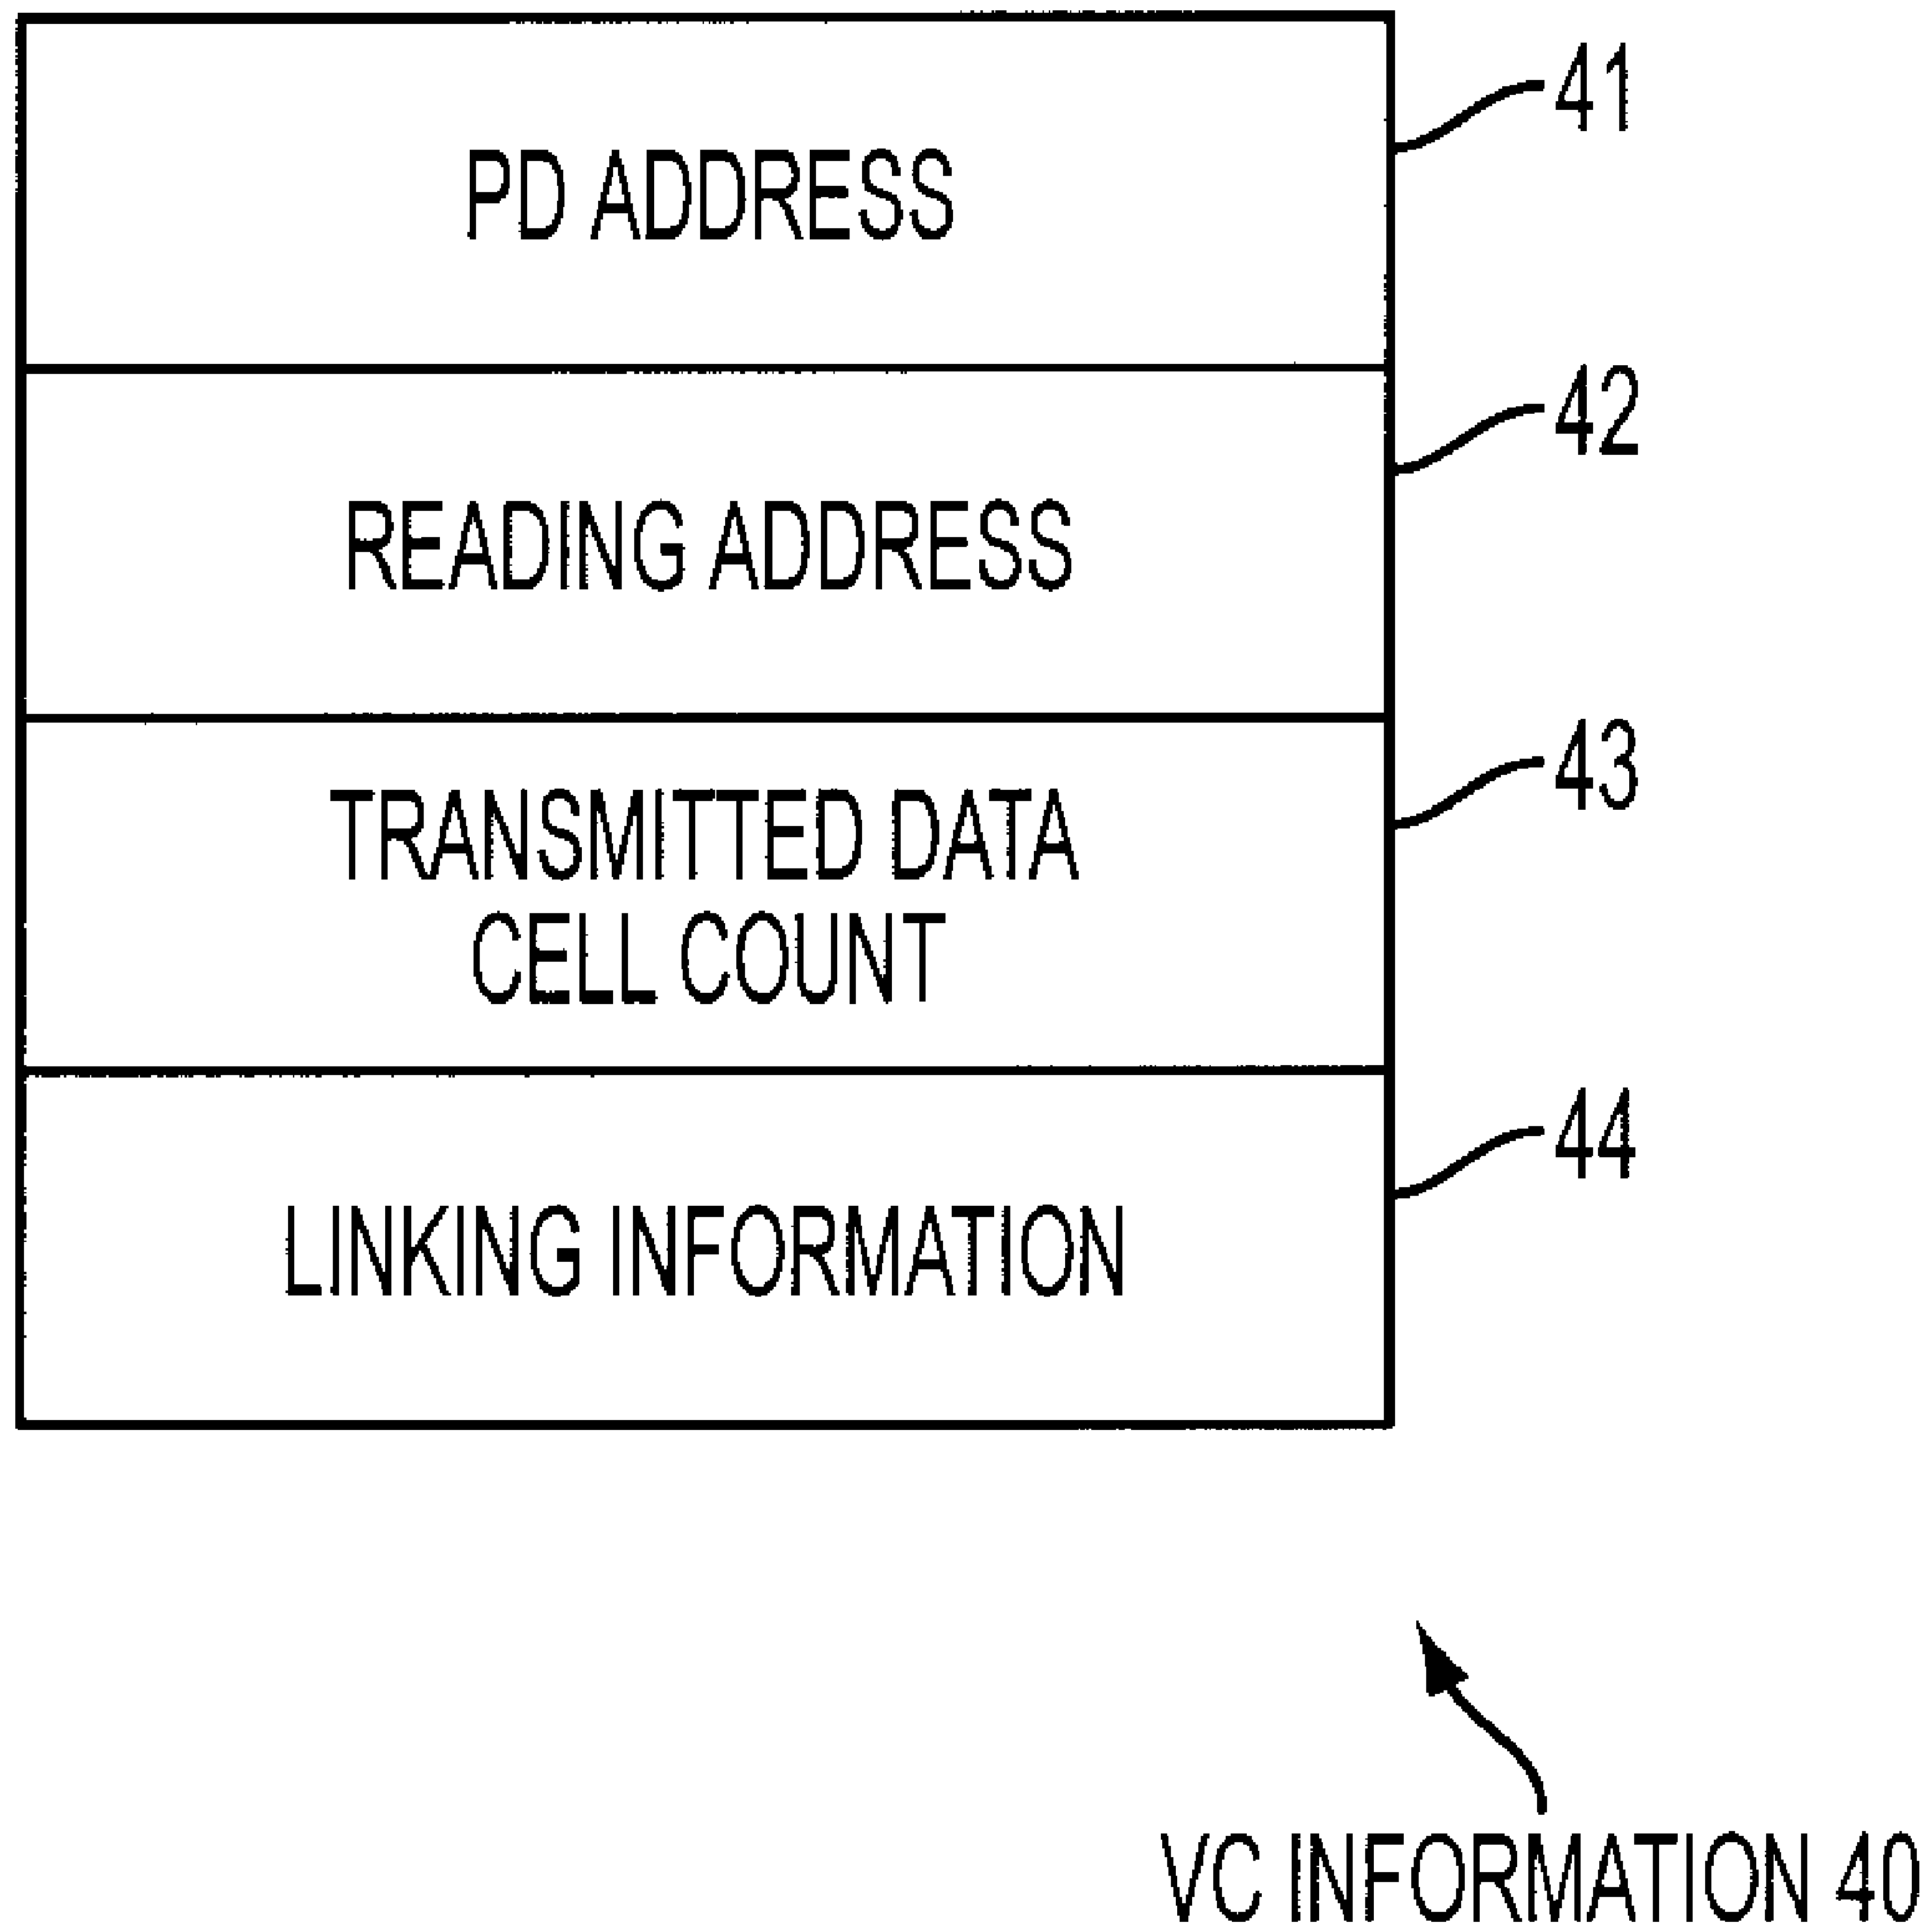 PD ADDRESS
41
READING ADDRESS
42
TRANSMITTED DATA
CELL COUNT
43
LINKING INFORMATION
44
VC INFORMATION 40